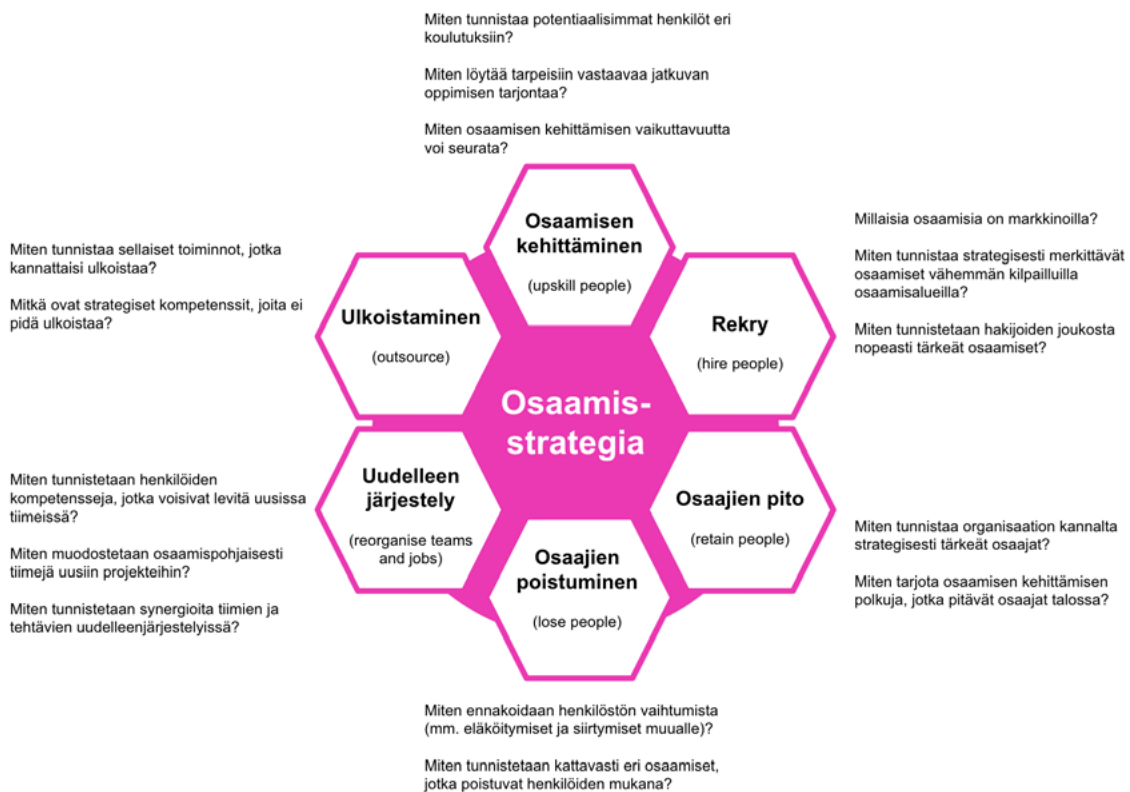 Miten tunnistaa potentiaalisimmat henkilöt eri
koulutuksiin?
Miten löytää tarpeisiin vastaavaa jatkuvan
oppimisen tarjontaa?
Miten osaamisen kehittämisen vaikuttavuutta
voi seurata?
Osaamisen
kehittäminen
(upskill people)
Millaisia osaamisia on markkinoilla?
Miten tunnistaa strategisesti merkittävät
osaamiset vähemmän kilpailluilla
osaamisalueilla?
Miten tunnistetaan hakijoiden joukosta
nopeasti tärkeät osaamiset?
Rekry
(hire people)
Miten tunnistaa sellaiset toiminnot, jotka
kannattaisi ulkoistaa?
Mitkä ovat strategiset kompetenssit, joita ei
pidä ulkoistaa?
Ulkoistaminen
(outsource)
Osaamis-
strategia
Uudelleen
järjestely
(reorganise teams
and jobs)
Miten tunnistetaan henkilöiden
kompetensseja, jotka voisivat levitä uusissa
tiimeissä?
Miten muodostetaan osaamispohjaisesti
tiimejä uusiin projekteihin?
Miten tunnistetaan synergioita tiimien ja
tehtävien uudelleenjärjestelyissä?
Osaajien pito
(retain people)
Miten tunnistaa organisaation kannalta
strategisesti tärkeät osaajat?
Miten tarjota osaamisen kehittämisen
polkuja, jotka pitävät osaajat talossa?
Osaajien
poistuminen
(lose people)
Miten ennakoidaan henkilöstön vaihtumista
(mm. eläköitymiset ja siirtymiset muualle)?
Miten tunnistetaan kattavasti eri osaamiset,
jotka poistuvat henkilöiden mukana?